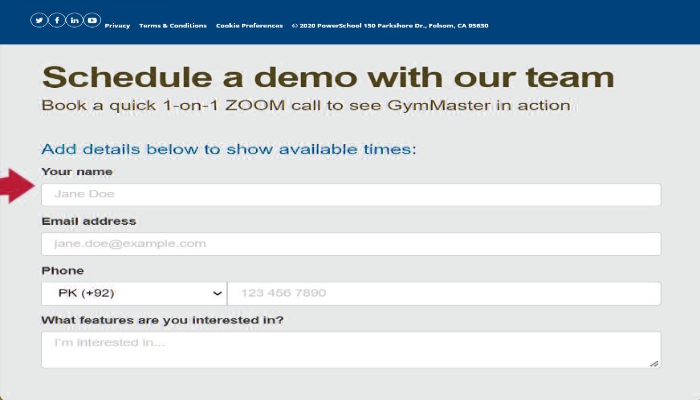 Privacy Terms & Conditions Cookie Preferences © 2020 PowerSchool 150 Parkshore Dr., Folsom, CA 95630
Schedule a demo with our team
Book a quick 1-on-1 ZOOM call to see GymMaster in action
Add details below to show available times:
Your name
Jane Doe
Email address
jane.doe@example.com
Phone
PK (+92) 123 456 7890
What features are you interested in?
I'm interested in...